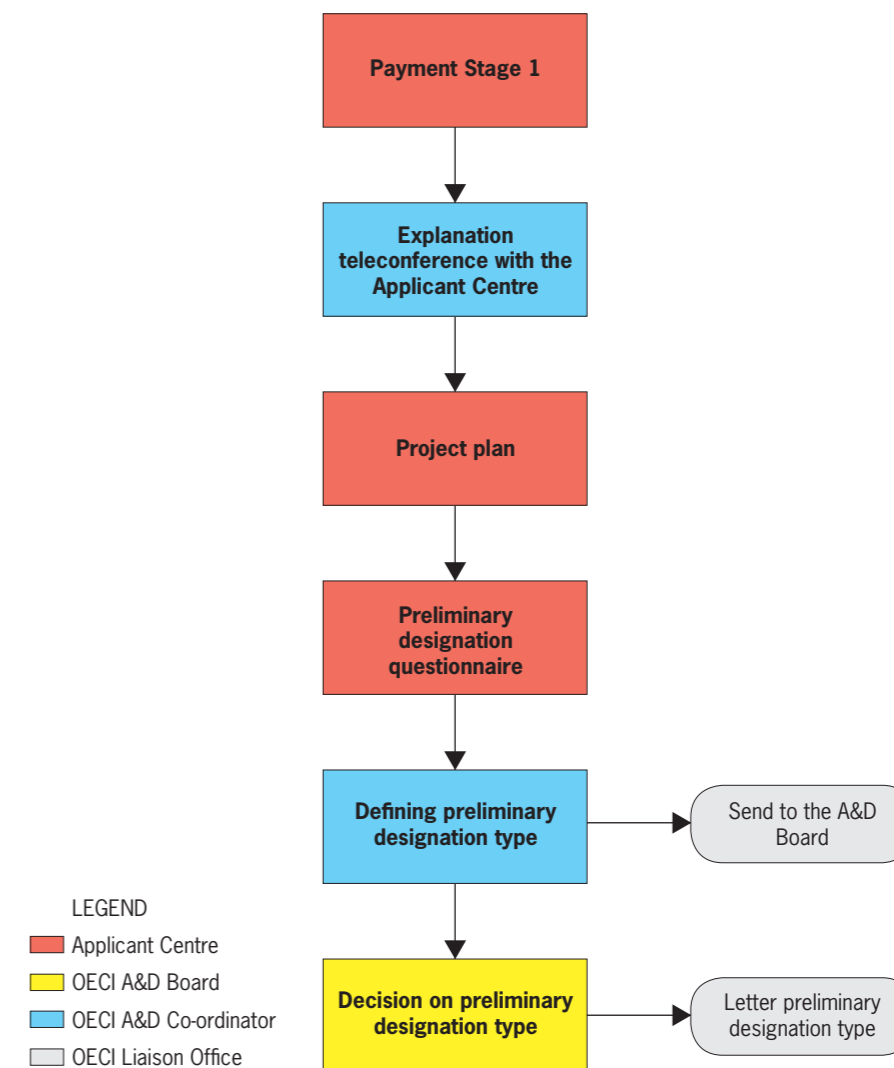 Payment Stage 1
Explanation
teleconference with the
Applicant Centre
Project plan
Preliminary
designation
questionnaire
Defining preliminary
designation type
Send to the A&D
Board
LEGEND
Applicant Centre
OECI A&D Board
OECI A&D Co-ordinator
OECI Liaison Office
Decision on preliminary
designation type
Letter preliminary
designation type